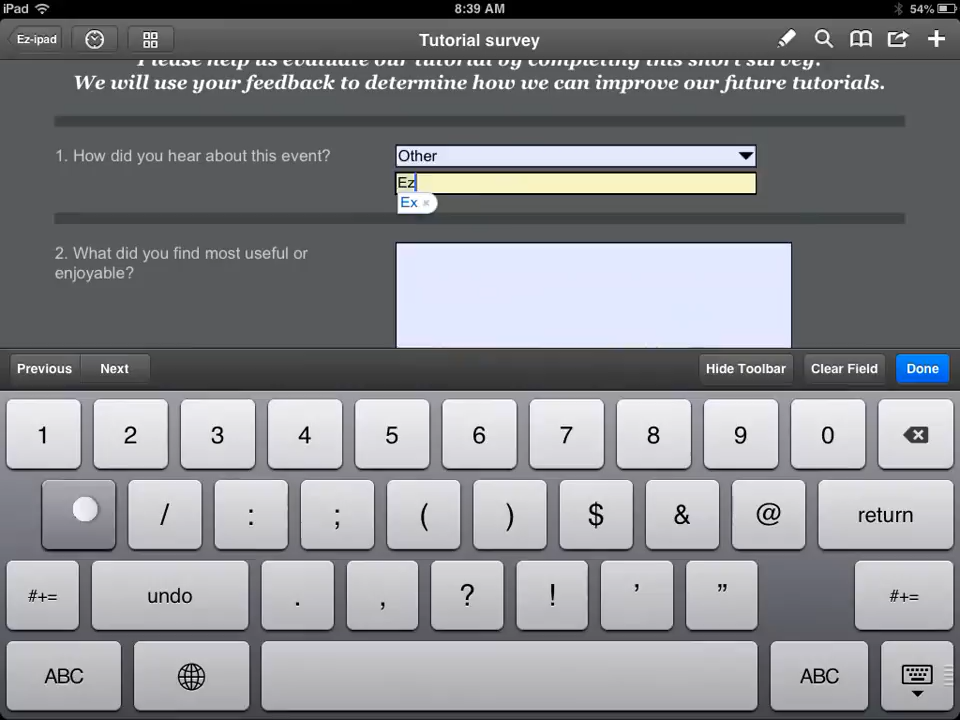 iPad 8:39 AM 54%
Ez-ipad Tutorial survey
Please help us evaluate our tutorial by completing this short survey.
We will use your feedback to determine how we can improve our future tutorials.
1. How did you hear about this event? Other
Ez
Ex ×
2. What did you find most useful or
enjoyable?
Previous Next Hide Toolbar Clear Field Done
1 2 3 4 5 6 7 8 9 0
/ : ; ( ) $ & @ return
#+= undo . , ? ! ’ ” #+=
ABC ABC